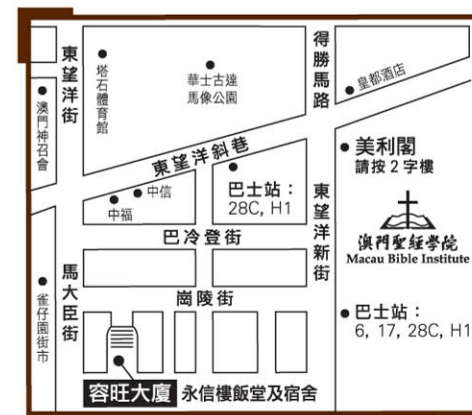 東望洋街
塔石體育館
華士古達
馬像公園
得勝馬路
皇都酒店
澳門神召會
東望洋斜巷
美利閣
請按 2 字樓
中信
中福
巴士站：
28C, H1
東望洋新街
澳門聖經學院
Macau Bible Institute
巴冷登街
馬大臣街
崗陵街
雀仔園街市
巴士站：
6, 17, 28C, H1
容旺大廈 永信樓飯堂及宿舍